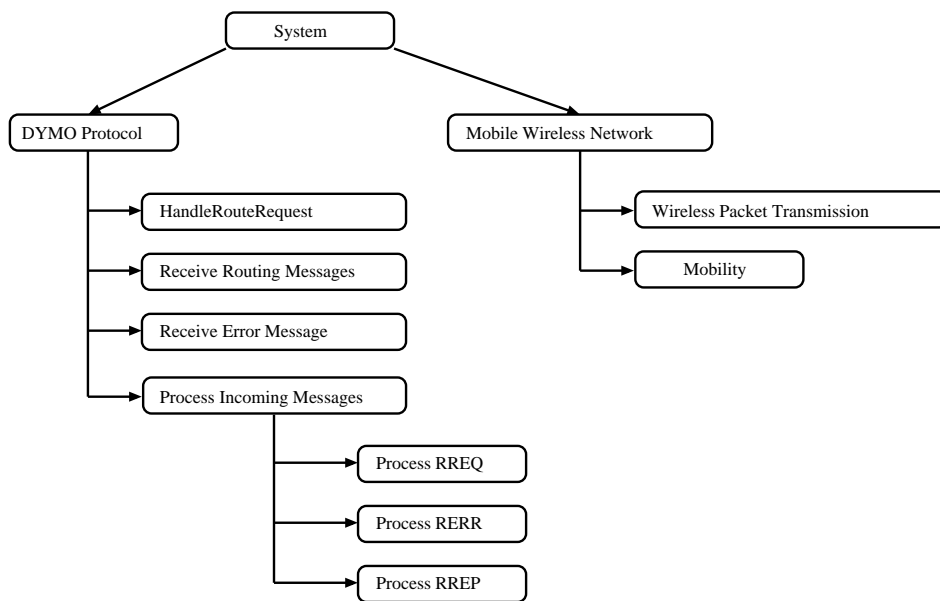 System
DYMO Protocol
Mobile Wireless Network
HandleRouteRequest
Wireless Packet Transmission
Receive Routing Messages
Mobility
Receive Error Message
Process Incoming Messages
Process RREQ
Process RERR
Process RREP